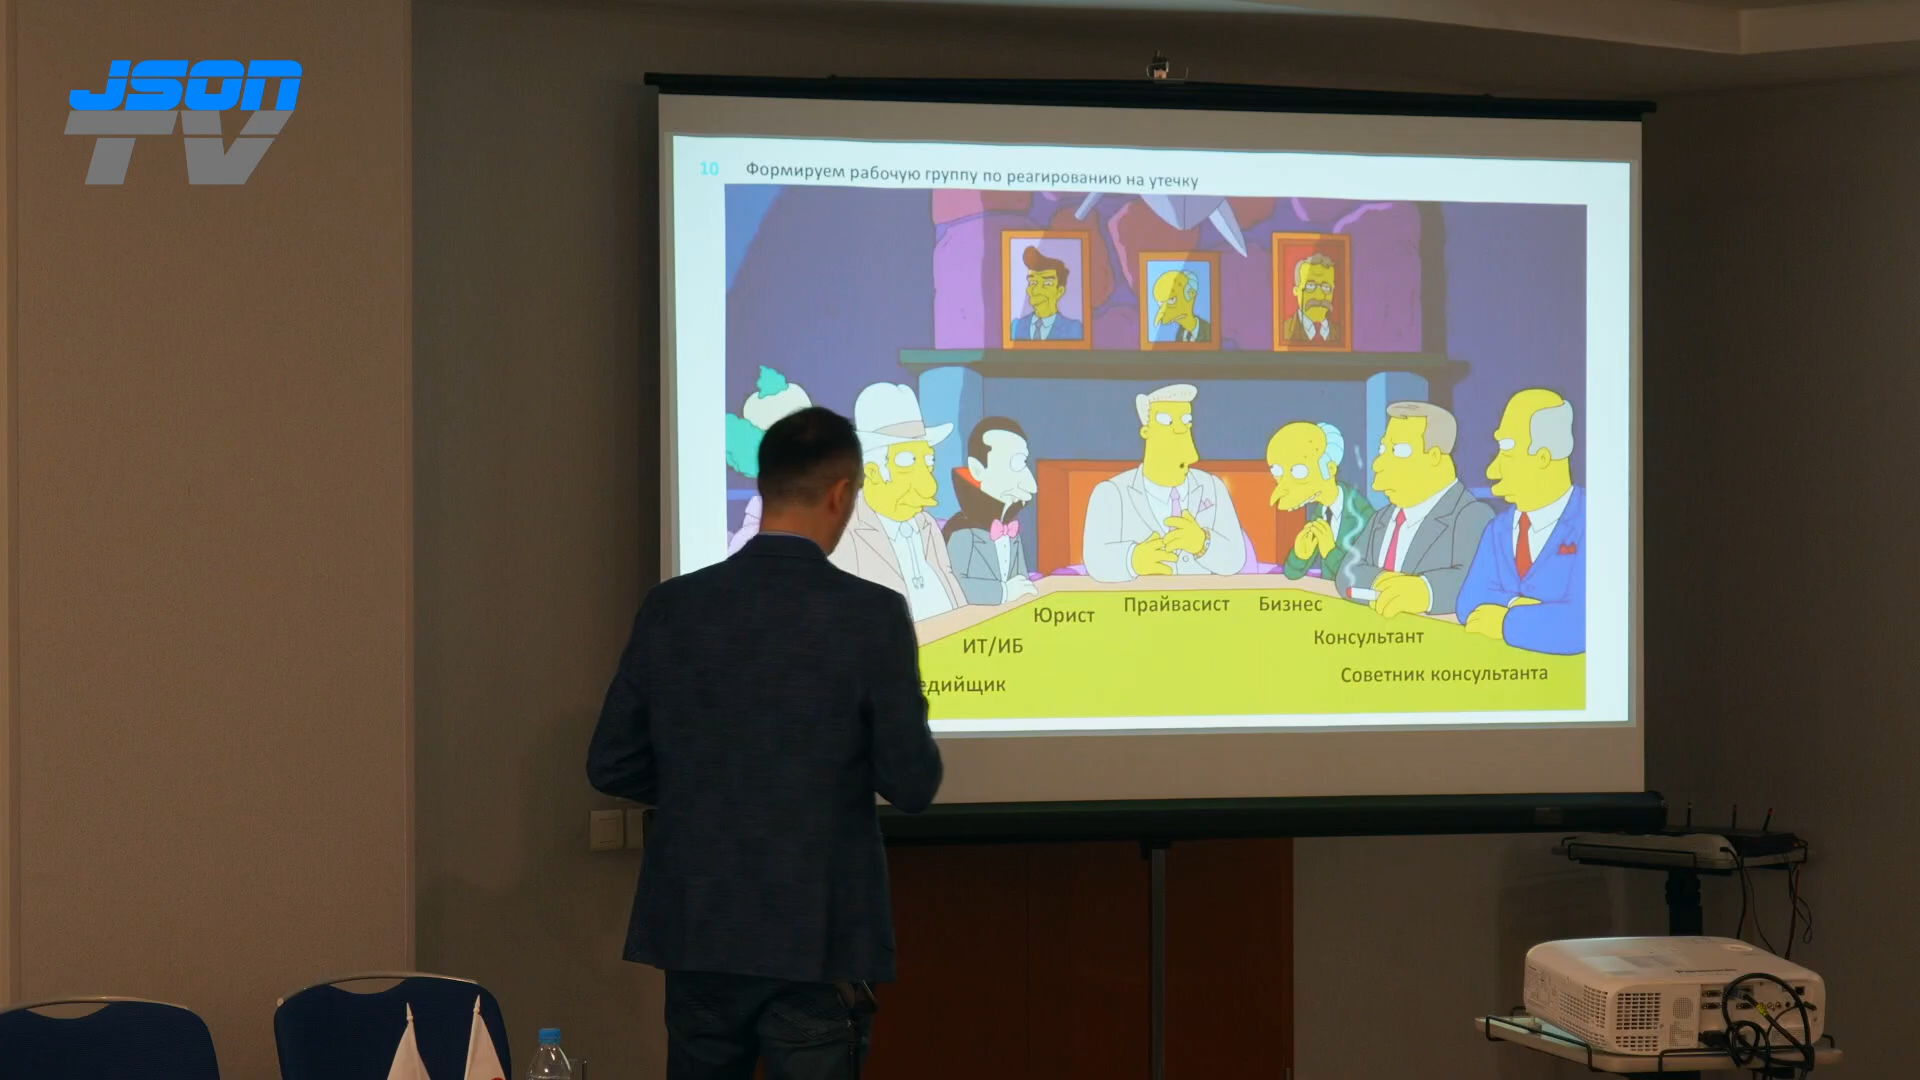 JSON
TV
10 Формируем рабочую группу по реагированию на утечку
Юрист
Прайвасист
Бизнес
ИТ/ИБ
Консультант
едийщик
Советник консультанта
Panasonic